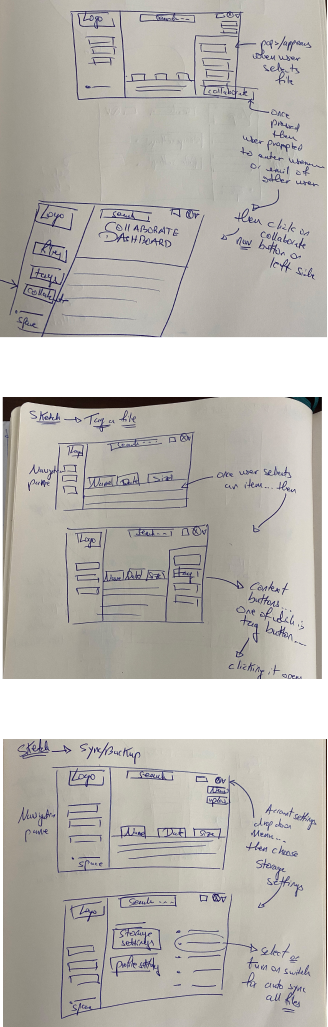 Logo
Search...
pops/appears
when user
selects
file
Collaborate
once
pressed
then
user prompted
to enter
or email of
other user
then click on
collaborate
now button on
left side
Logo
Search
COLLABORATE
DASHBOARD
files
tags
collaborate
space
Sketch → Tag a file
Logo
Search...
Navigation
pane
Name Date Size
once user selects
an item... then
Logo
Search...
Name Date Size
tag
Context
buttons...
one of which is
tag button...
clicking it opens
Sketch → Sync/Backup
Logo
Search
Navigation
pane
Name Date Size
space
Account settings
drop down
menu...
then choose
Storage
settings
Logo
Search...
Storage
settings
profile setting
space
select or
turn on switch
for auto sync
all files